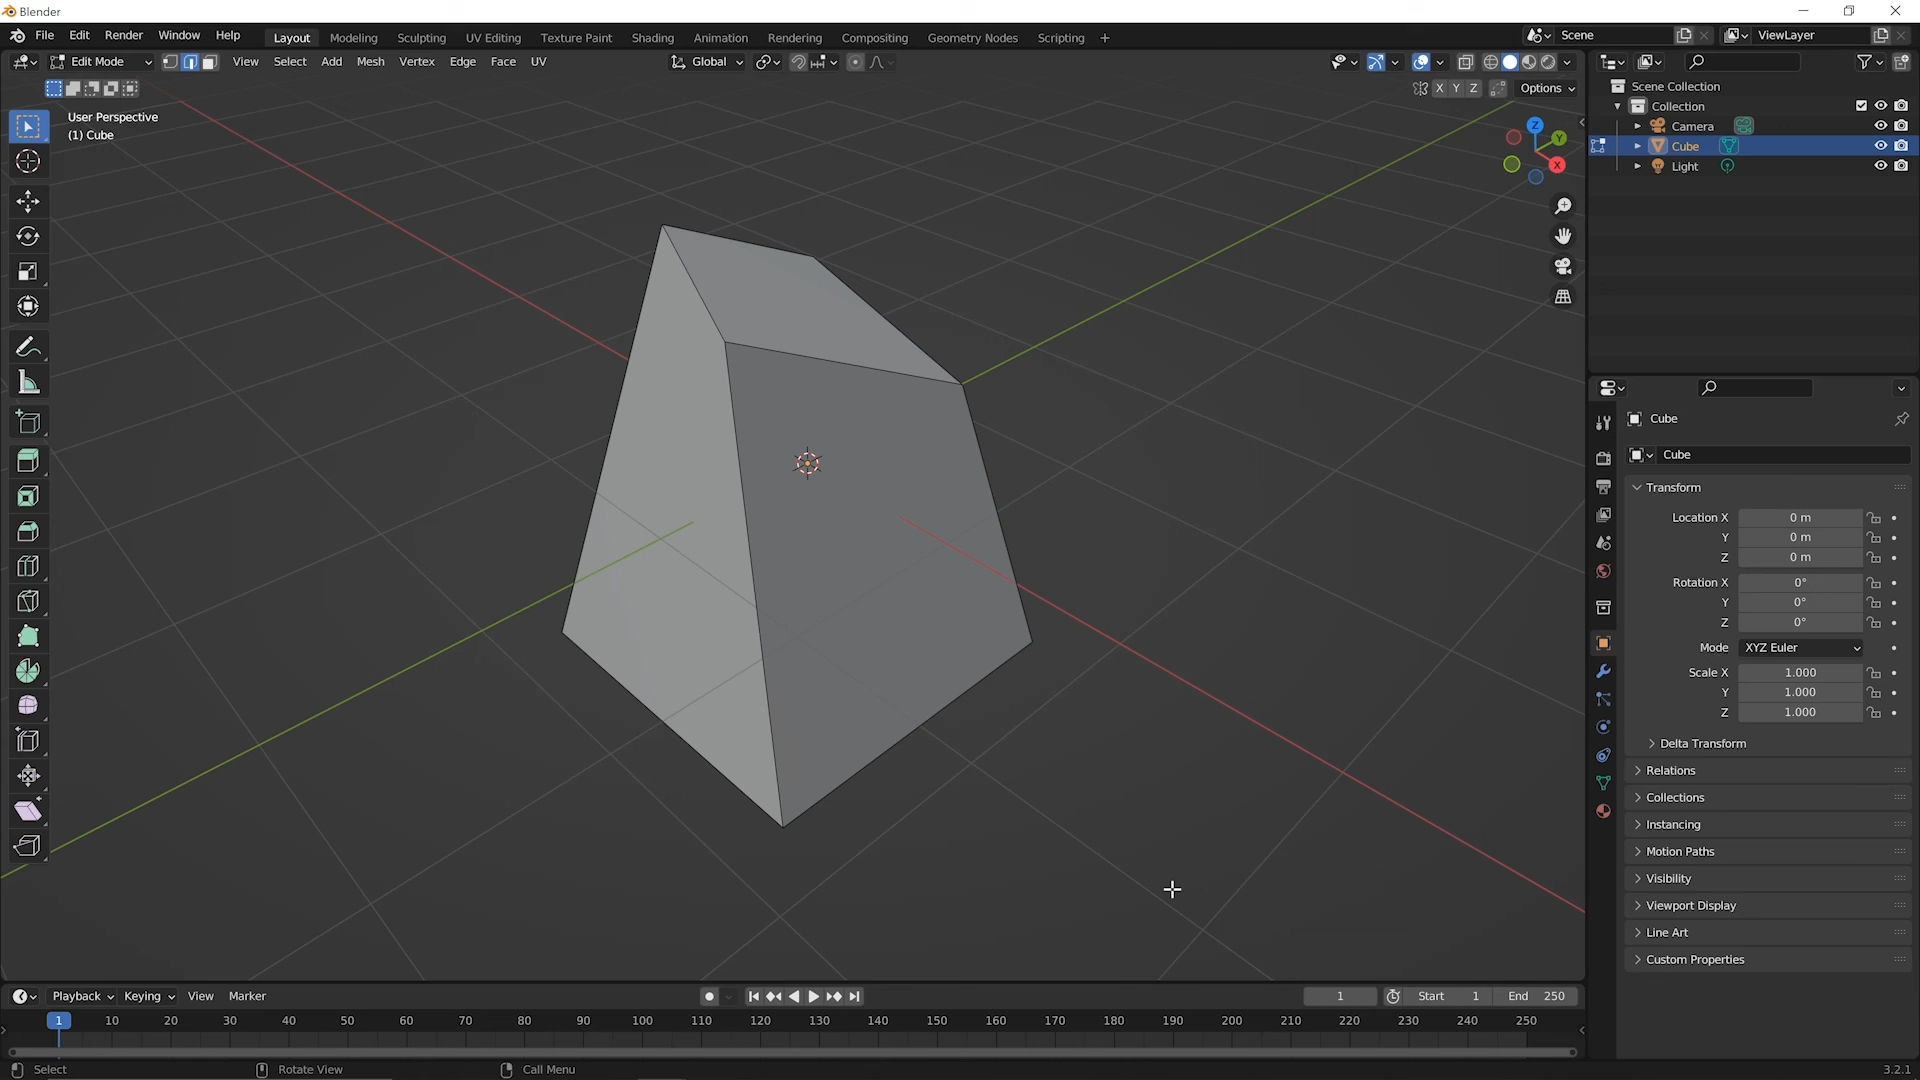 Blender
File Edit Render Window Help Layout Modeling Sculpting UV Editing Texture Paint Shading Animation Rendering Compositing Geometry Nodes Scripting + Scene ViewLayer
Edit Mode View Select Add Mesh Vertex Edge Face UV Global
X Y Z Options
User Perspective
(1) Cube
Z
Y
X
Scene Collection
Collection
Camera
Cube
Light
Cube
Cube
Transform
Location X 0 m
Y 0 m
Z 0 m
Rotation X 0°
Y 0°
Z 0°
Mode XYZ Euler
Scale X 1.000
Y 1.000
Z 1.000
Delta Transform
Relations
Collections
Instancing
Motion Paths
Visibility
Viewport Display
Line Art
Custom Properties
Playback Keying View Marker 1 Start 1 End 250
1 10 20 30 40 50 60 70 80 90 100 110 120 130 140 150 160 170 180 190 200 210 220 230 240 250
Select Rotate View Call Menu 3.2.1